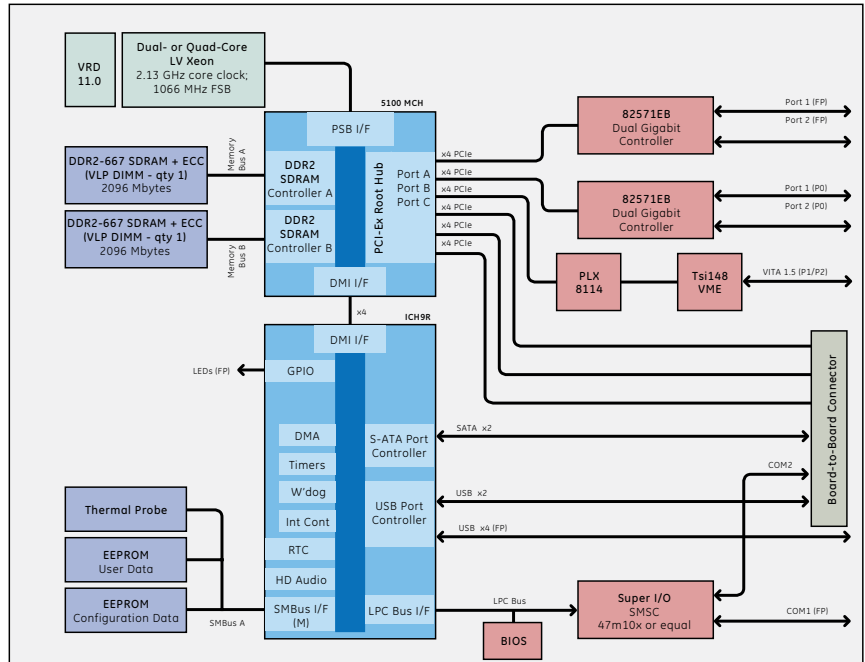 VRD
11.0
Dual- or Quad-Core
LV Xeon
2.13 GHz core clock;
1066 MHz FSB
5100 MCH
PSB I/F
DDR2-667 SDRAM + ECC
(VLP DIMM - qty 1)
2096 Mbytes
Memory
Bus A
DDR2
SDRAM
Controller A
DDR2-667 SDRAM + ECC
(VLP DIMM - qty 1)
2096 Mbytes
Memory
Bus B
DDR2
SDRAM
Controller B
PCI-Ex Root Hub
Port A
Port B
Port C
DMI I/F
x4 PCIe
x4 PCIe
x4 PCIe
x4 PCIe
x4 PCIe
x4 PCIe
82571EB
Dual Gigabit
Controller
Port 1 (FP)
Port 2 (FP)
82571EB
Dual Gigabit
Controller
Port 1 (P0)
Port 2 (P0)
PLX
8114
Tsi148
VME
VITA 1.5 (P1/P2)
x4
ICH9R
DMI I/F
LEDs (FP)
GPIO
DMA
Timers
W'dog
Int Cont
RTC
HD Audio
SMBus I/F
(M)
S-ATA Port
Controller
USB Port
Controller
LPC Bus I/F
SATA x2
COM2
USB x2
USB x4 (FP)
Board-to-Board Connector
Thermal Probe
EEPROM
User Data
EEPROM
Configuration Data
SMBus A
LPC Bus
BIOS
Super I/O
SMSC
47m10x or equal
COM1 (FP)